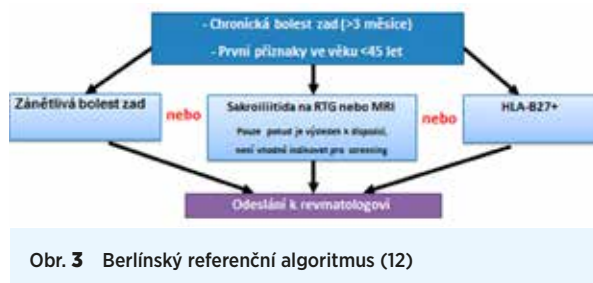 - Chronická bolest zad (>3 měsíce)
- První příznaky ve věku <45 let
Zánětlivá bolest zad
nebo
Sakroiliitida na RTG nebo MRI
Pouze pokud je výsledek k dispozici,
není vhodné indikovat pro screening
nebo
HLA-B27+
Odeslání k revmatologovi
Obr. 3 Berlínský referenční algoritmus (12)